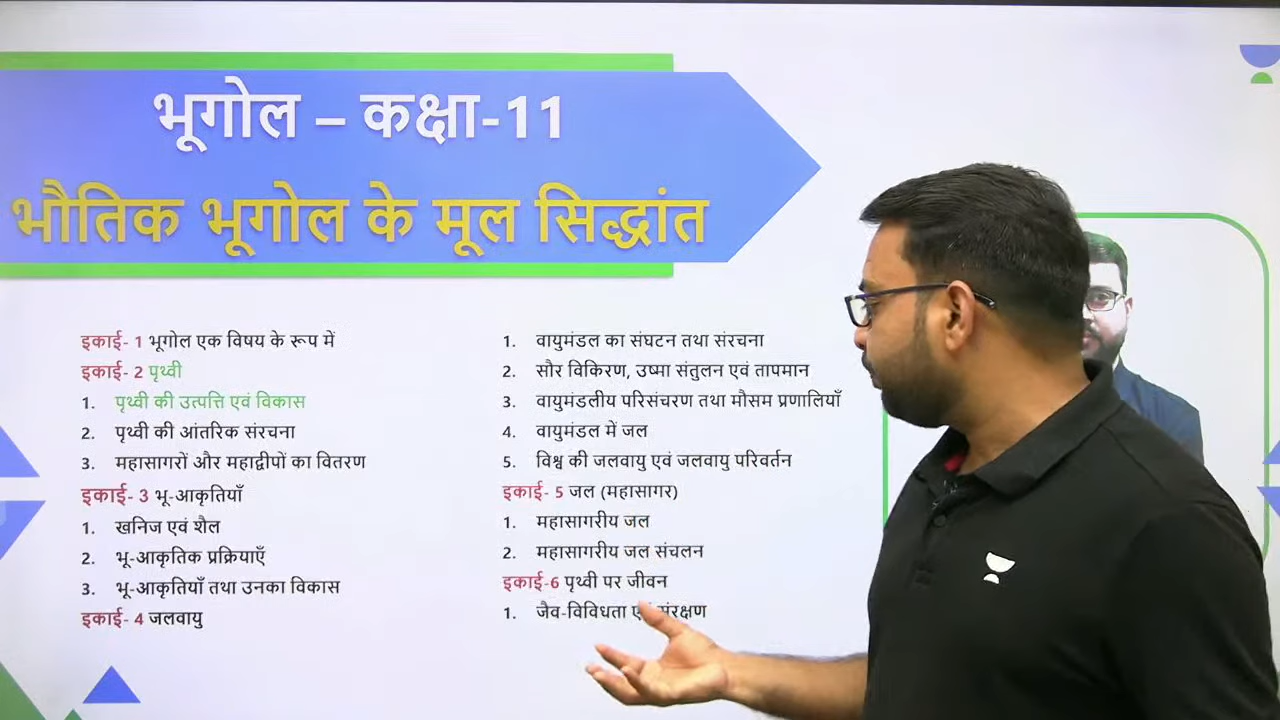 भूगोल – कक्षा-11
भौतिक भूगोल के मूल सिद्धांत
इकाई- 1 भूगोल एक विषय के रूप में
इकाई- 2 पृथ्वी
1. पृथ्वी की उत्पत्ति एवं विकास
2. पृथ्वी की आंतरिक संरचना
3. महासागरों और महाद्वीपों का वितरण
इकाई- 3 भू-आकृतियाँ
1. खनिज एवं शैल
2. भू-आकृतिक प्रक्रियाएँ
3. भू-आकृतियाँ तथा उनका विकास
इकाई- 4 जलवायु
1. वायुमंडल का संघटन तथा संरचना
2. सौर विकिरण, उष्मा संतुलन एवं तापमान
3. वायुमंडलीय परिसंचरण तथा मौसम प्रणालियाँ
4. वायुमंडल में जल
5. विश्व की जलवायु एवं जलवायु परिवर्तन
इकाई- 5 जल (महासागर)
1. महासागरीय जल
2. महासागरीय जल संचलन
इकाई-6 पृथ्वी पर जीवन
1. जैव-विविधता संरक्षण